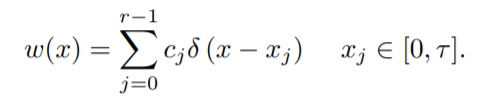 w(x) = \sum_{j=0}^{r-1} c_j \delta (x - x_j) \quad x_j \in [0, \tau].